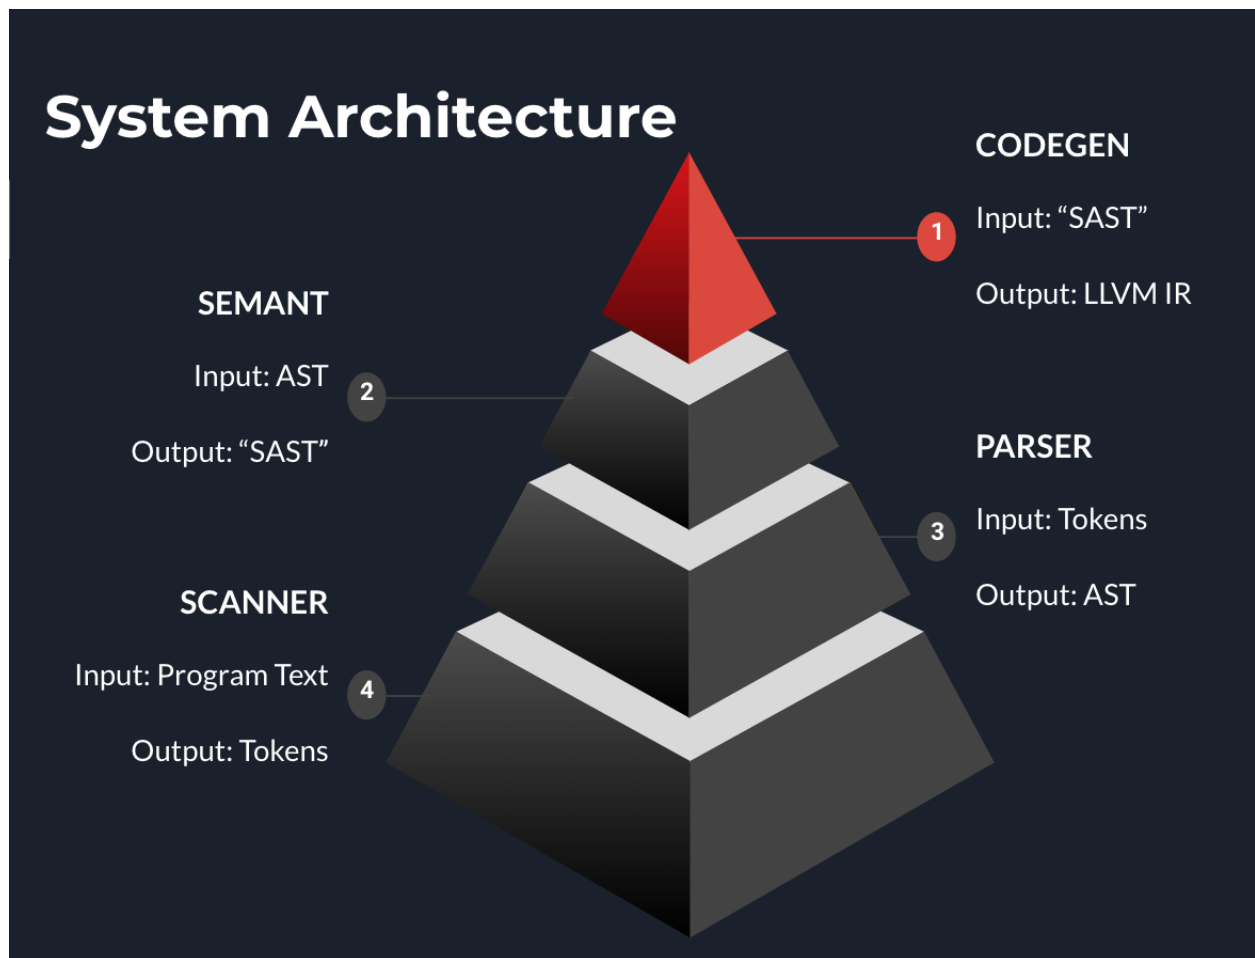 System Architecture
CODEGEN
Input: “SAST”
Output: LLVM IR
1
SEMANT
Input: AST
Output: “SAST”
2
PARSER
Input: Tokens
Output: AST
3
SCANNER
Input: Program Text
Output: Tokens
4